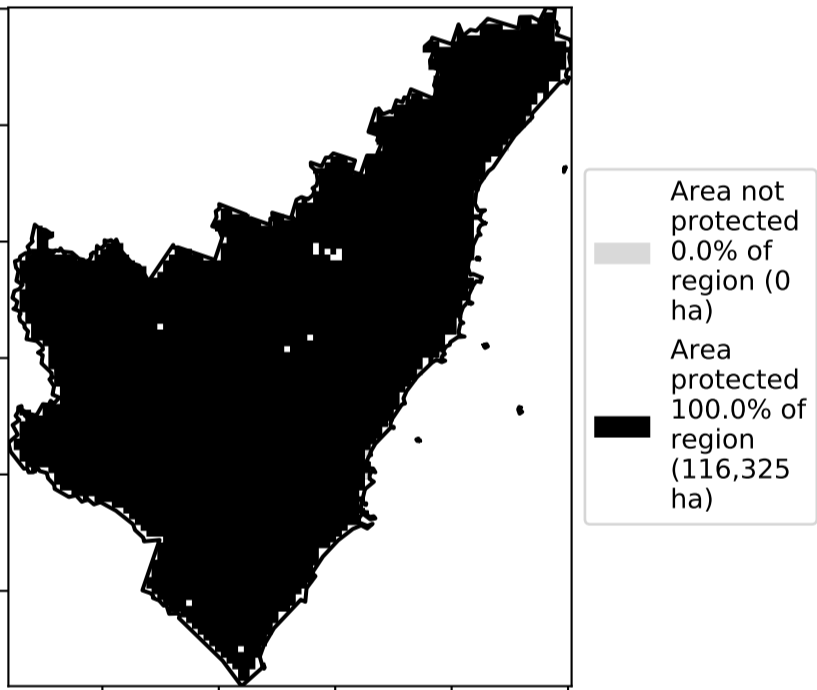 Area not
protected
0.0% of
region (0
ha)
Area
protected
100.0% of
region
(116,325
ha)